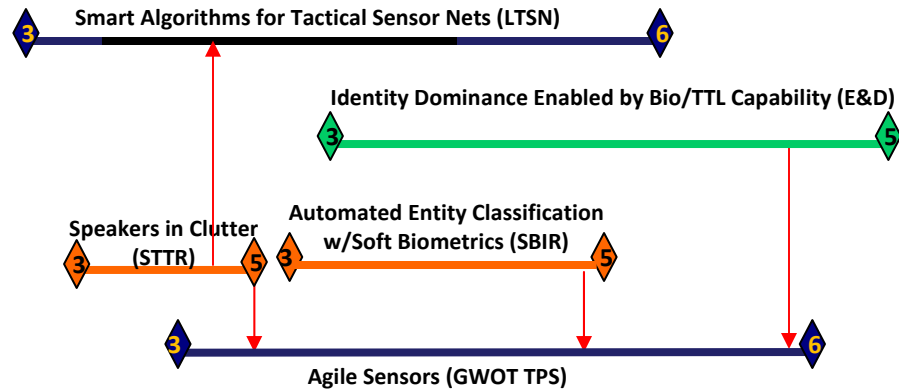 Smart Algorithms for Tactical Sensor Nets (LTSN)
3 6
Identity Dominance Enabled by Bio/TTL Capability (E&D)
3 5
Speakers in Clutter
(STTR)
3 5
Automated Entity Classification
w/Soft Biometrics (SBIR)
3 5
3 6
Agile Sensors (GWOT TPS)